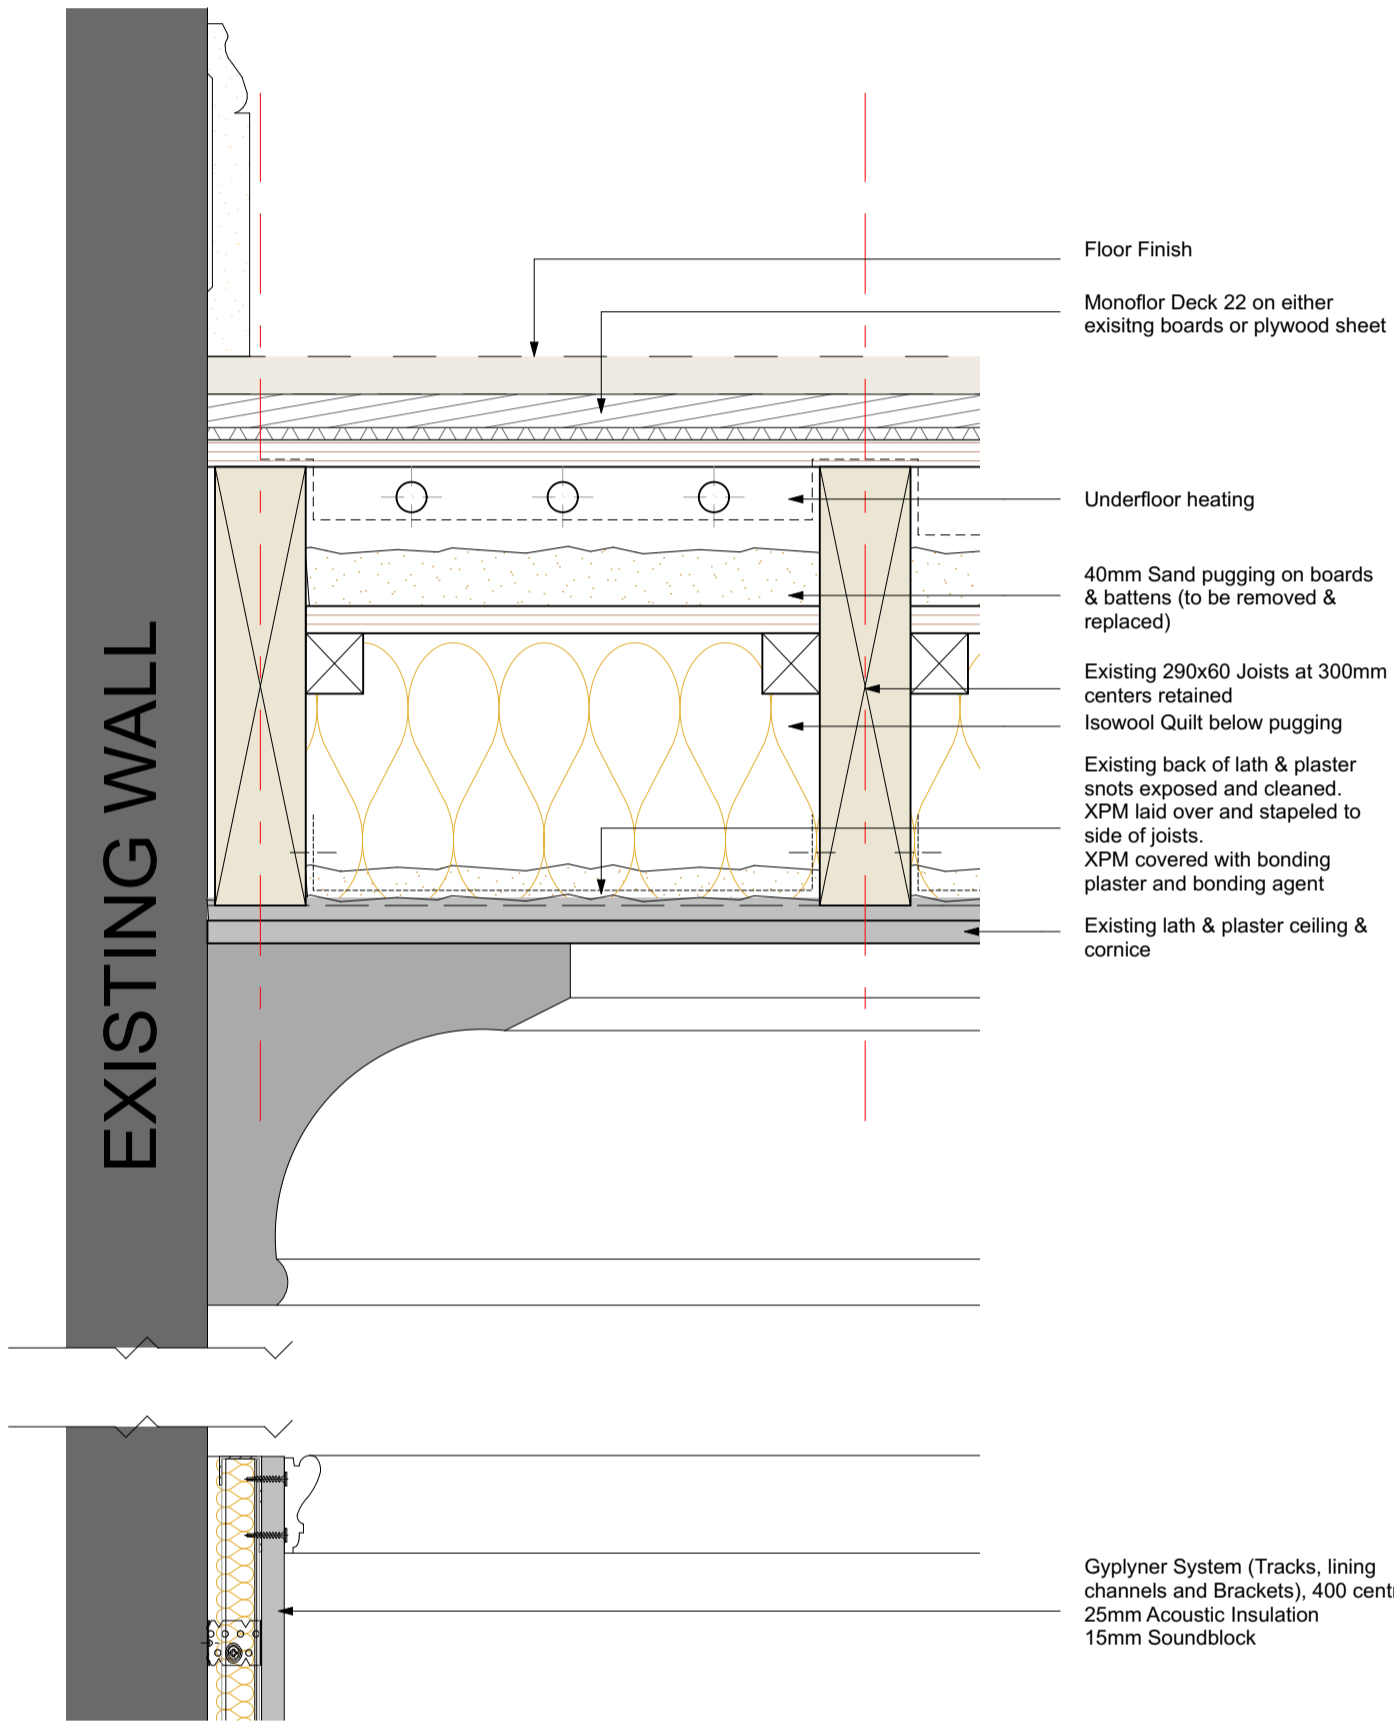 Floor Finish
Monoflor Deck 22 on either
exisitng boards or plywood sheet
Underfloor heating
40mm Sand pugging on boards
& battens (to be removed &
replaced)
Existing 290x60 Joists at 300mm
centers retained
Isowool Quilt below pugging
Existing back of lath & plaster
snots exposed and cleaned.
XPM laid over and stapeled to
side of joists.
XPM covered with bonding
plaster and bonding agent
Existing lath & plaster ceiling &
cornice
EXISTING WALL
Gyplyner System (Tracks, lining
channels and Brackets), 400 centr
25mm Acoustic Insulation
15mm Soundblock